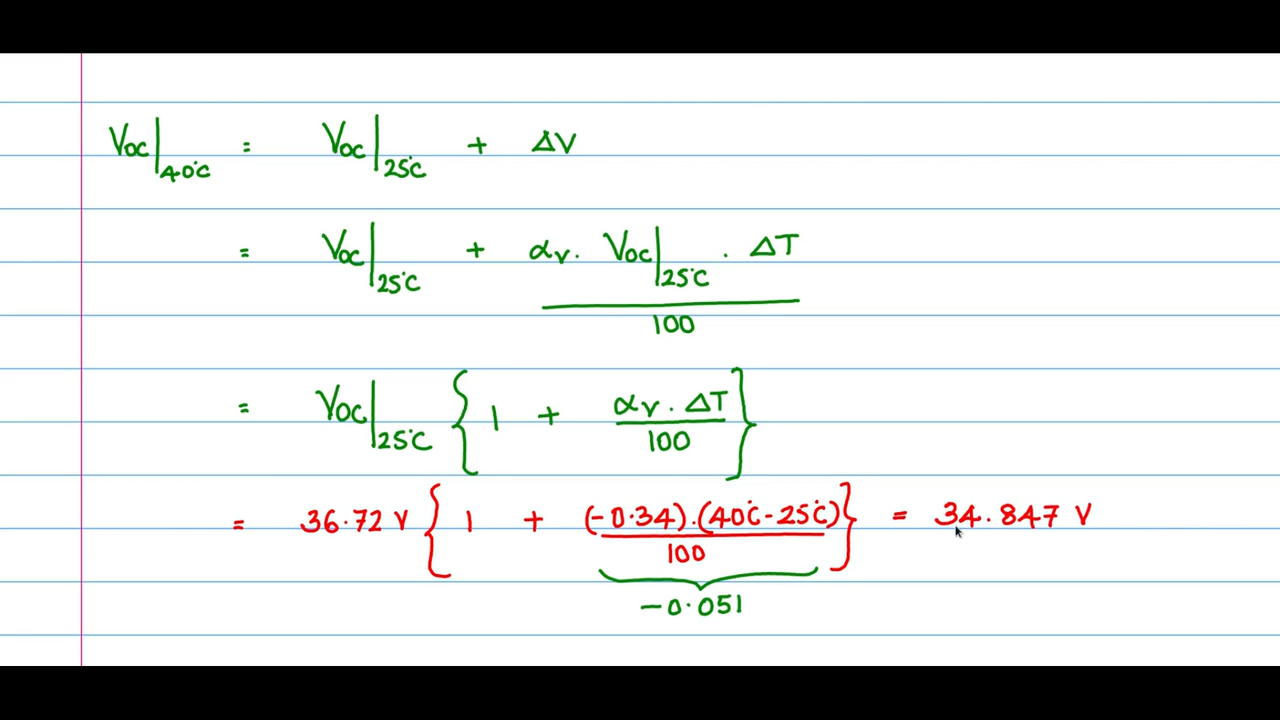 Voc|40°C = Voc|25°C + ΔV
= Voc|25°C + αv. Voc|25°C . ΔT
100
= Voc|25°C { 1 + αv . ΔT
100 }
= 36.72 V { 1 + (-0.34).(40°C-25°C)
100 } = 34.847 V
-0.051